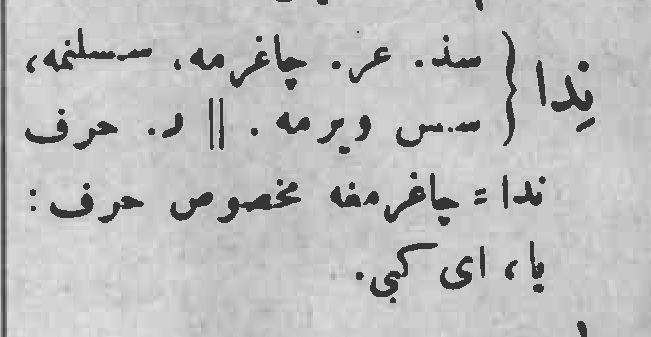 نِدا { سذ. عر. چاغرمه، سسلنمه،
سس ویرمه. || د. حرف
ندا = چاغرمغه مخصوص حرف:
یا، ای کبی.